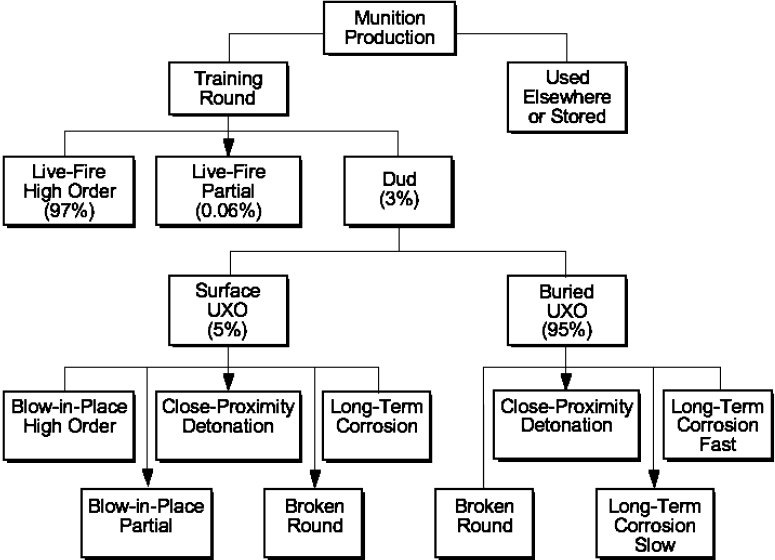 Munition
Production
Training
Round
Used
Elsewhere
or Stored
Live-Fire
High Order
(97%)
Live-Fire
Partial
(0.06%)
Dud
(3%)
Surface
UXO
(5%)
Buried
UXO
(95%)
Blow-in-Place
High Order
Close-Proximity
Detonation
Long-Term
Corrosion
Close-Proximity
Detonation
Long-Term
Corrosion
Fast
Blow-in-Place
Partial
Broken
Round
Broken
Round
Long-Term
Corrosion
Slow